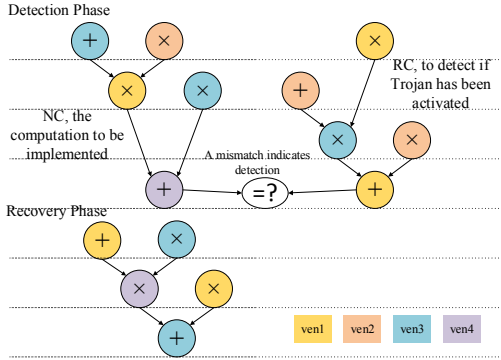 Detection Phase
+ × ×
RC, to detect if
Trojan has been
activated
× × +
NC, the
computation to be
implemented
× ×
A mismatch indicates
detection
+ =? +
Recovery Phase
+ ×
× ×
+
ven1 ven2 ven3 ven4